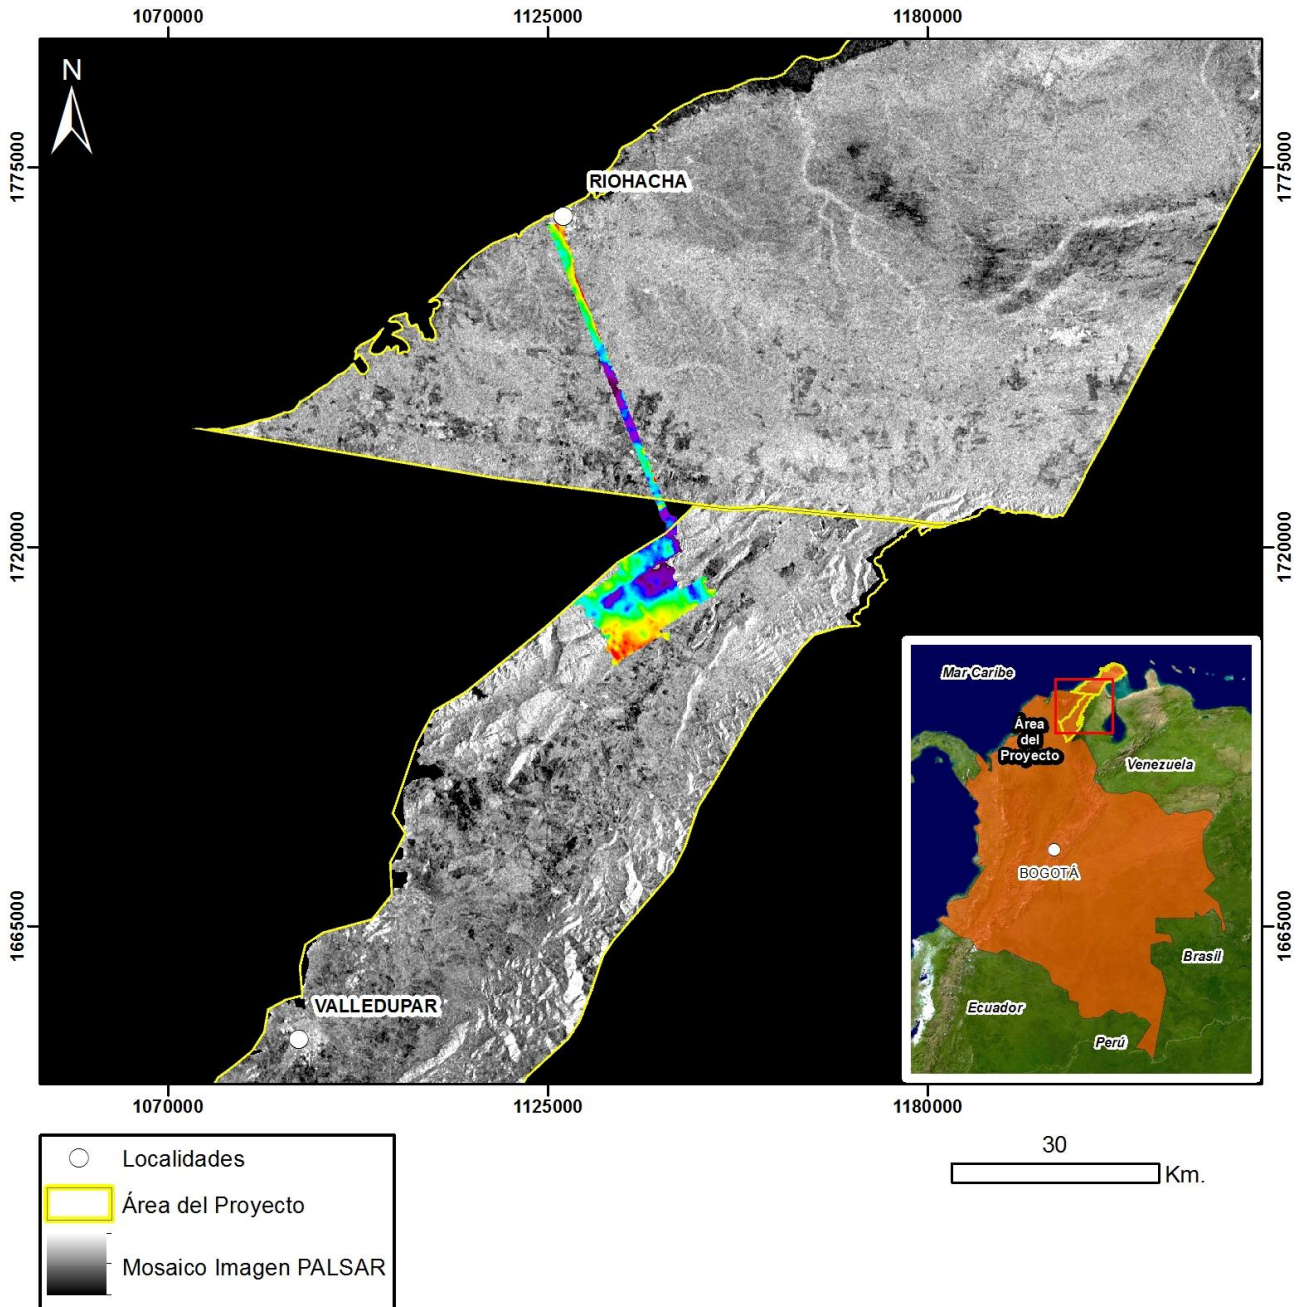 1070000
1125000
1180000
N
1775000
1775000
RIOHACHA
1720000
1720000
Mar Caribe
Área
del
Proyecto
Venezuela
BOGOTÁ
1665000
1665000
Brasil
VALLEDUPAR
Ecuador
Perú
1070000
1125000
1180000
30
Km.
Localidades
Área del Proyecto
Mosaico Imagen PALSAR